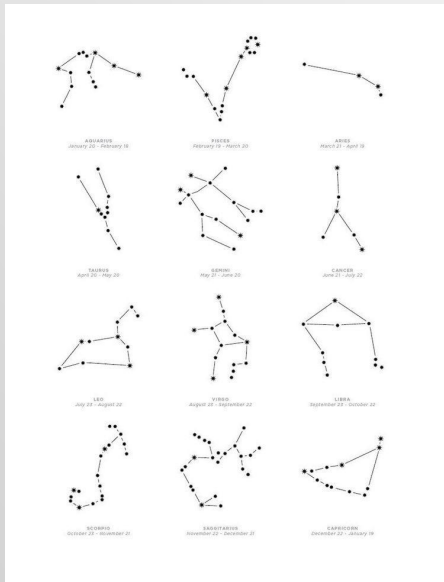 AQUARIUS
January 20 - February 18
PISCES
February 19 - March 20
ARIES
March 21 - April 19
TAURUS
April 20 - May 20
GEMINI
May 21 - June 20
CANCER
June 21 - July 22
LEO
July 23 - August 22
VIRGO
August 23 - September 22
LIBRA
September 23 - October 22
SCORPIO
October 23 - November 21
SAGGITARIUS
November 22 - December 21
CAPRICORN
December 22 - January 19